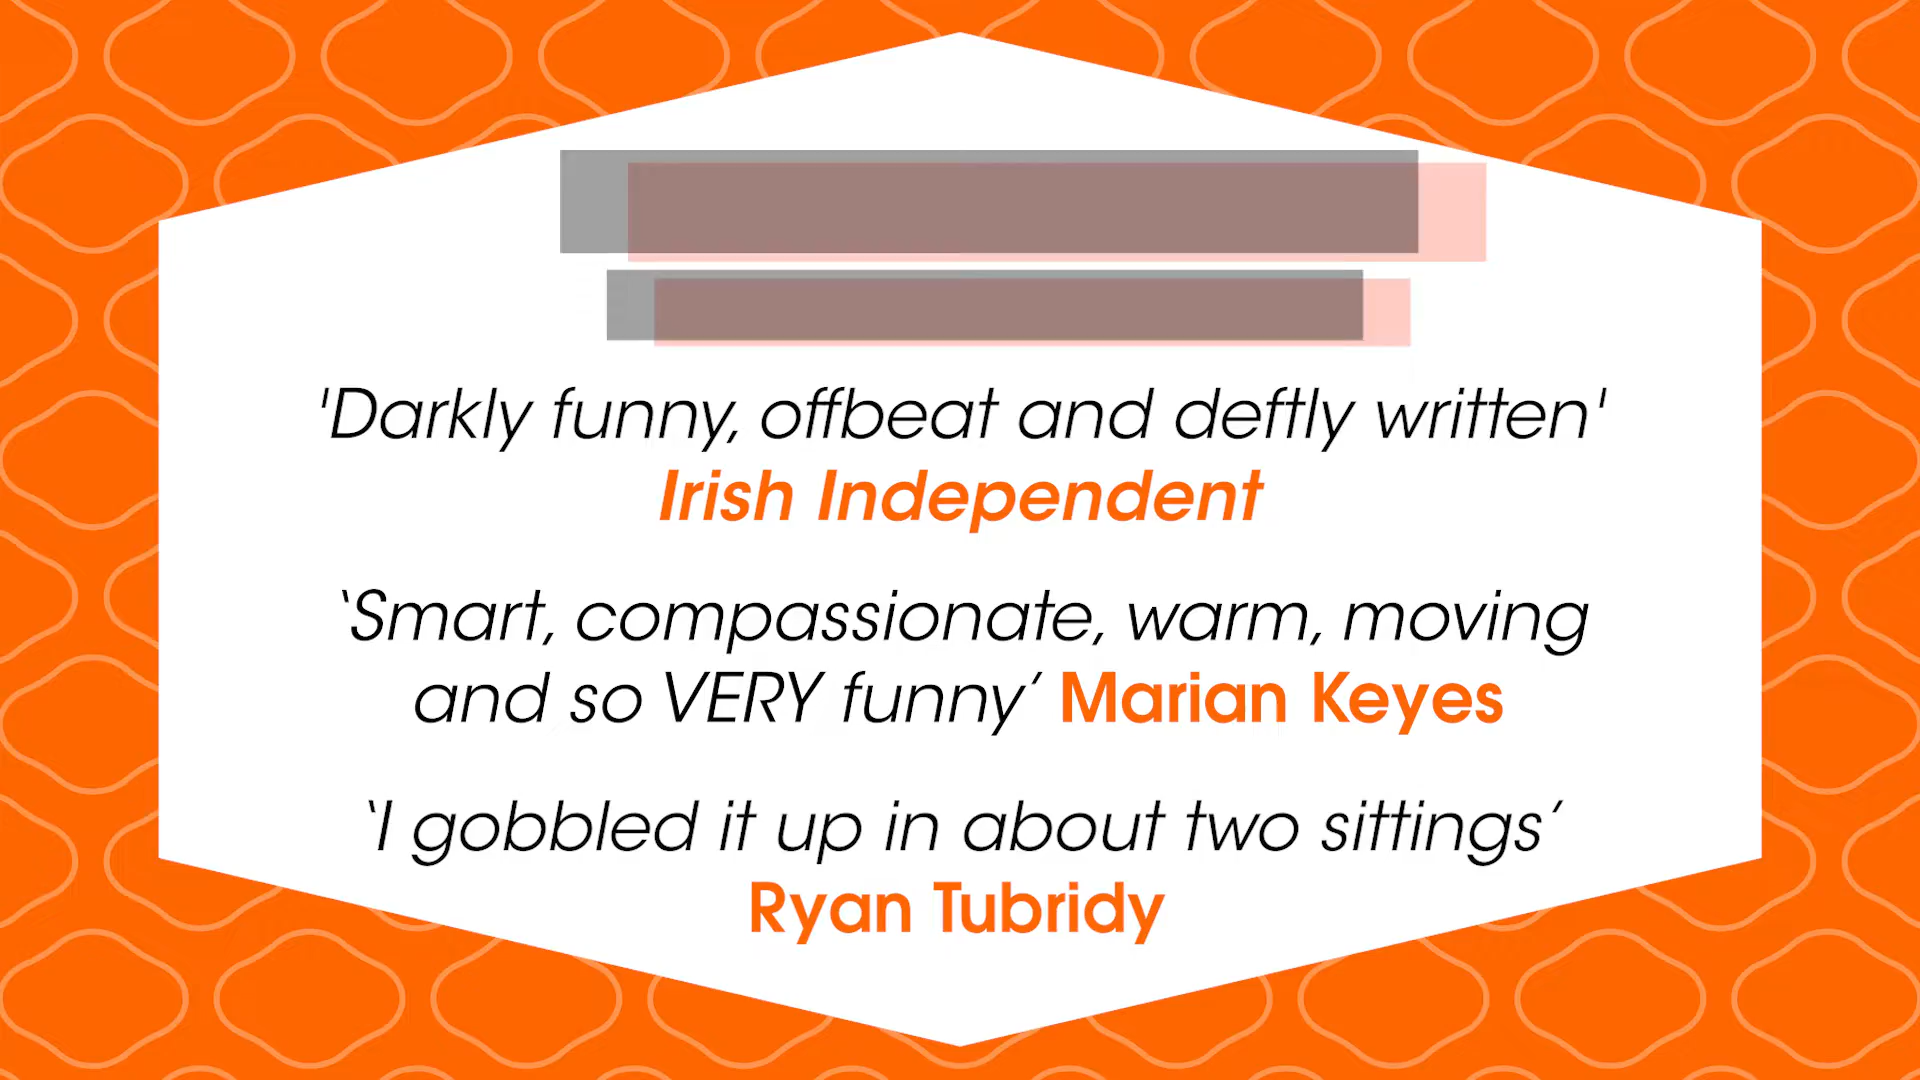 'Darkly funny, offbeat and deftly written'
Irish Independent
‘Smart, compassionate, warm, moving
and so VERY funny’ Marian Keyes
‘I gobbled it up in about two sittings’
Ryan Tubridy